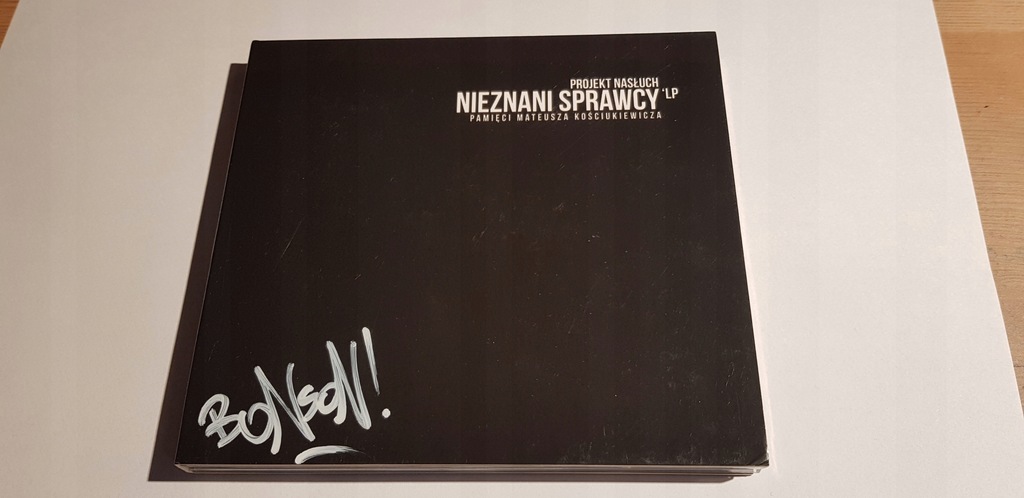 PROJEKT NASŁUCH
NIEZNANI SPRAWCY 'LP
PAMIĘCI MATEUSZA KOŚCIUKIEWICZA
BONSON!